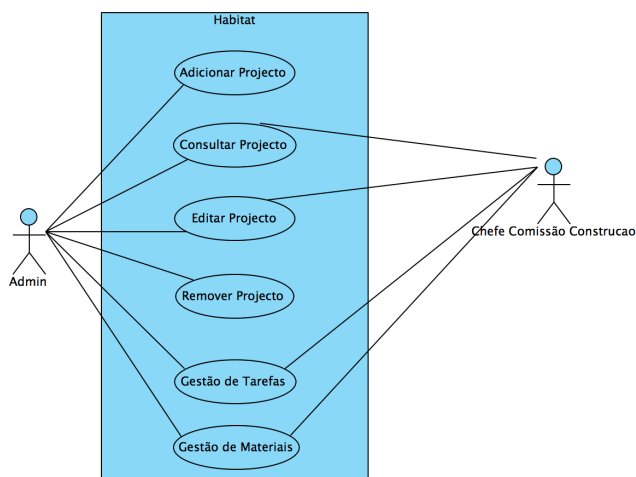 Habitat
Adicionar Projecto
Consultar Projecto
Editar Projecto
Chefe Comissão Construcao
Admin
Remover Projecto
Gestão de Tarefas
Gestão de Materiais